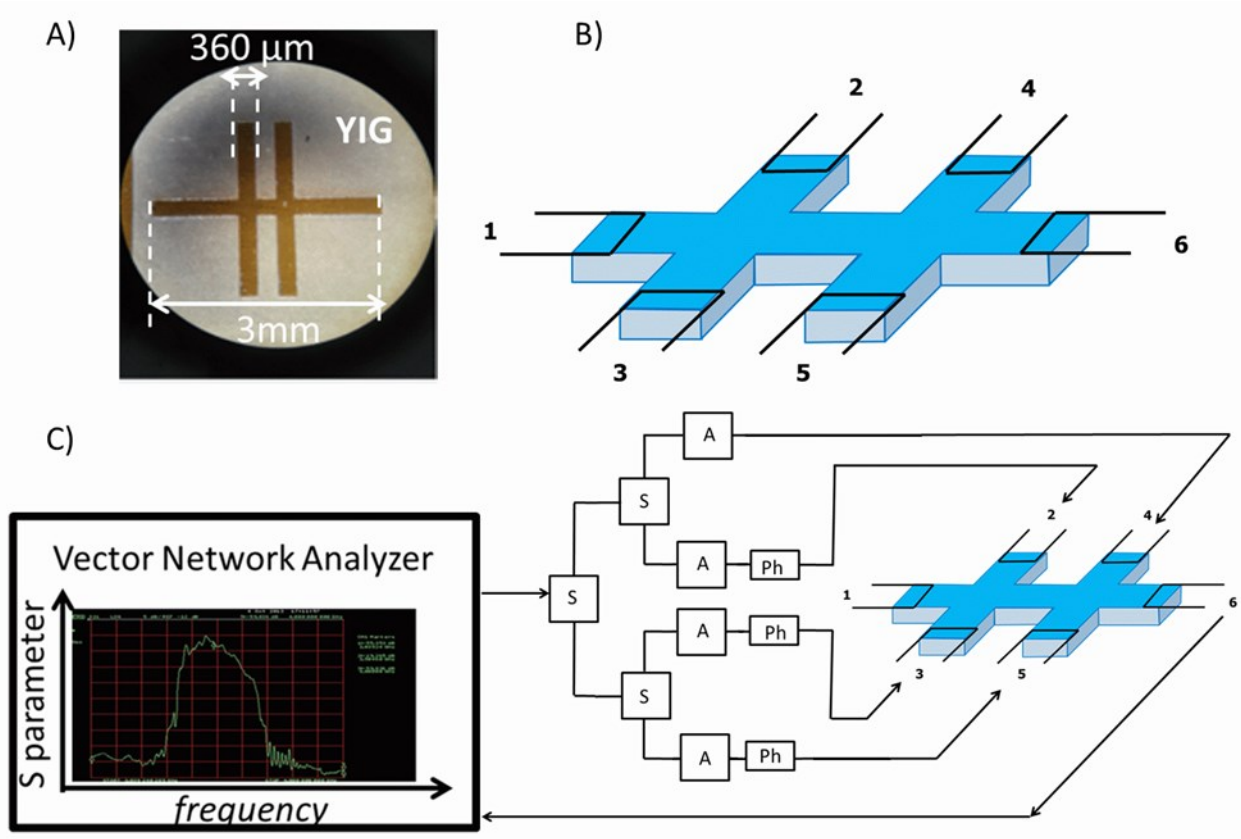 A)
360 µm
YIG
3mm
B)
2
4
1
6
3
5
C)
Vector Network Analyzer
S parameter
frequency
S
S
S
A
A
Ph
A
Ph
A
Ph
2
4
1
6
3
5